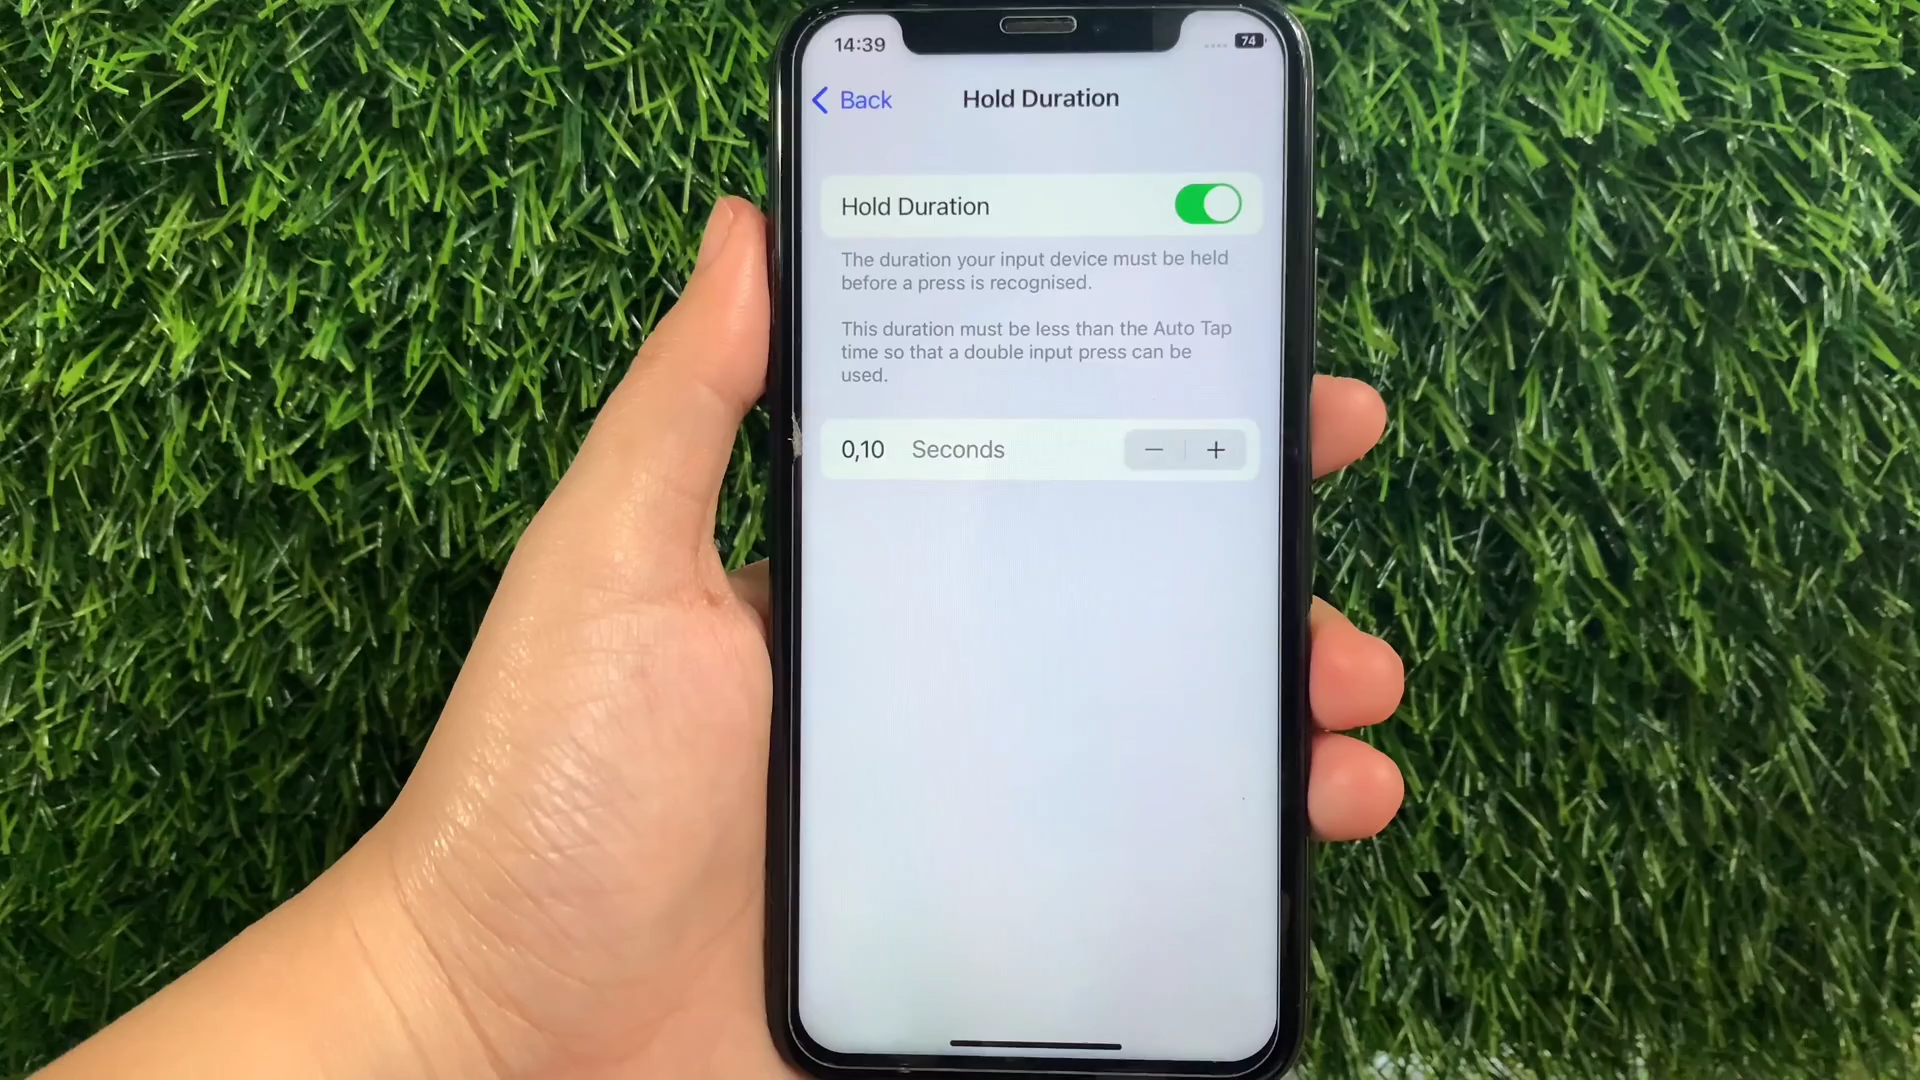 14:39
74
Back
Hold Duration
Hold Duration
The duration your input device must be held
before a press is recognised.
This duration must be less than the Auto Tap
time so that a double input press can be
used.
0,10 Seconds